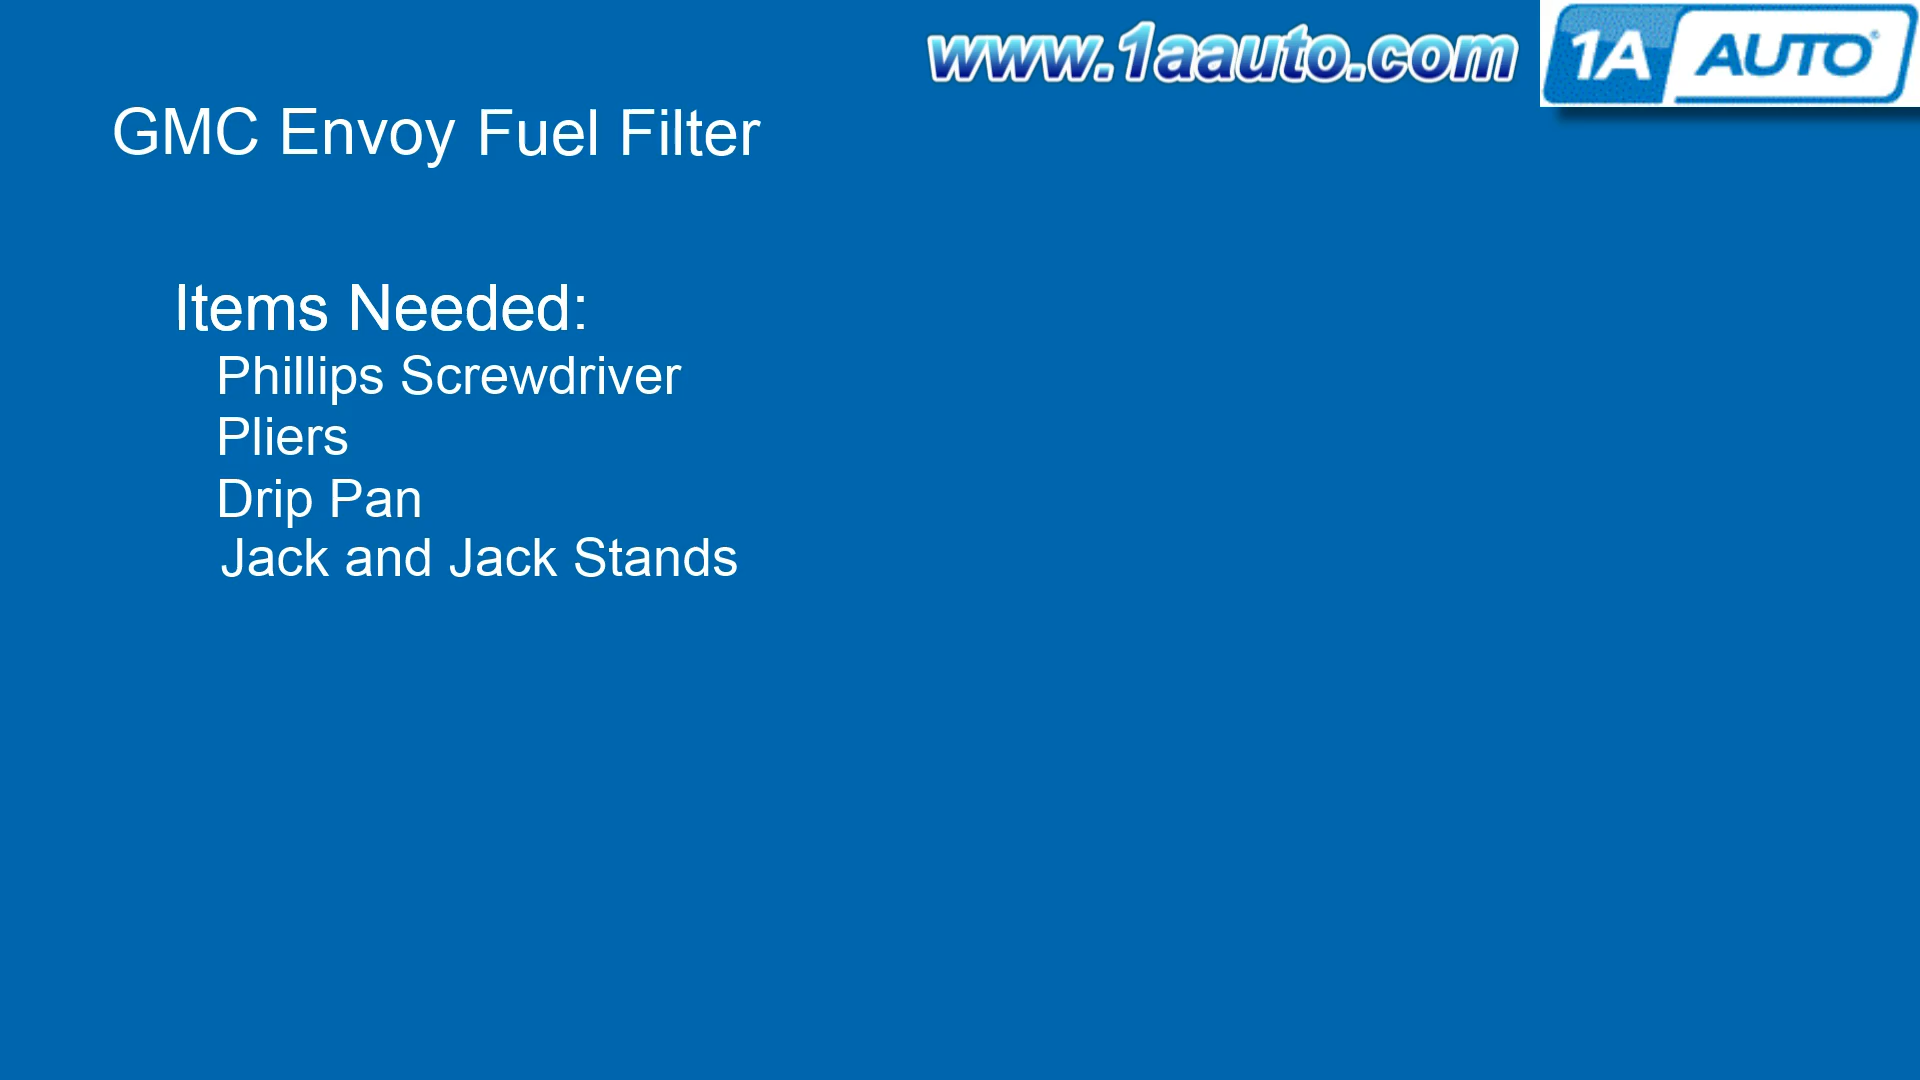 www.1aauto.com
1A AUTO
GMC Envoy Fuel Filter
Items Needed:
Phillips Screwdriver
Pliers
Drip Pan
Jack and Jack Stands